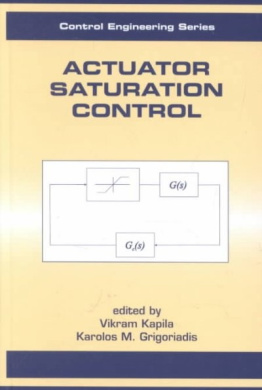 Control Engineering Series
ACTUATOR
SATURATION
CONTROL
G(s)
Gc(s)
edited by
Vikram Kapila
Karolos M. Grigoriadis